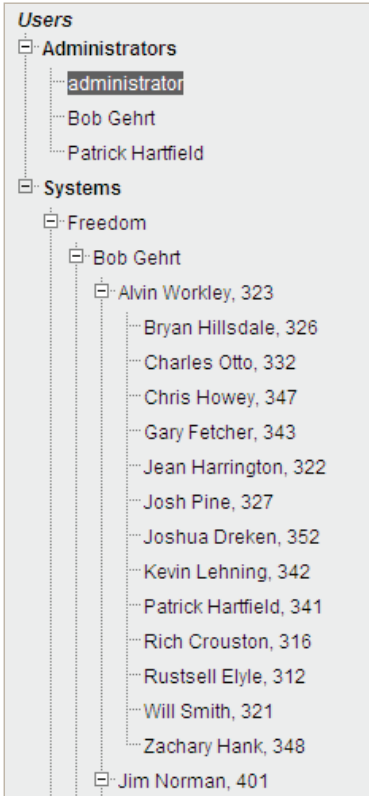 Users
Administrators
administrator
Bob Gehrt
Patrick Hartfield
Systems
Freedom
Bob Gehrt
Alvin Workley, 323
Bryan Hillsdale, 326
Charles Otto, 332
Chris Howey, 347
Gary Fetcher, 343
Jean Harrington, 322
Josh Pine, 327
Joshua Dreken, 352
Kevin Lehning, 342
Patrick Hartfield, 341
Rich Crouston, 316
Rustsell Elyle, 312
Will Smith, 321
Zachary Hank, 348
Jim Norman, 401